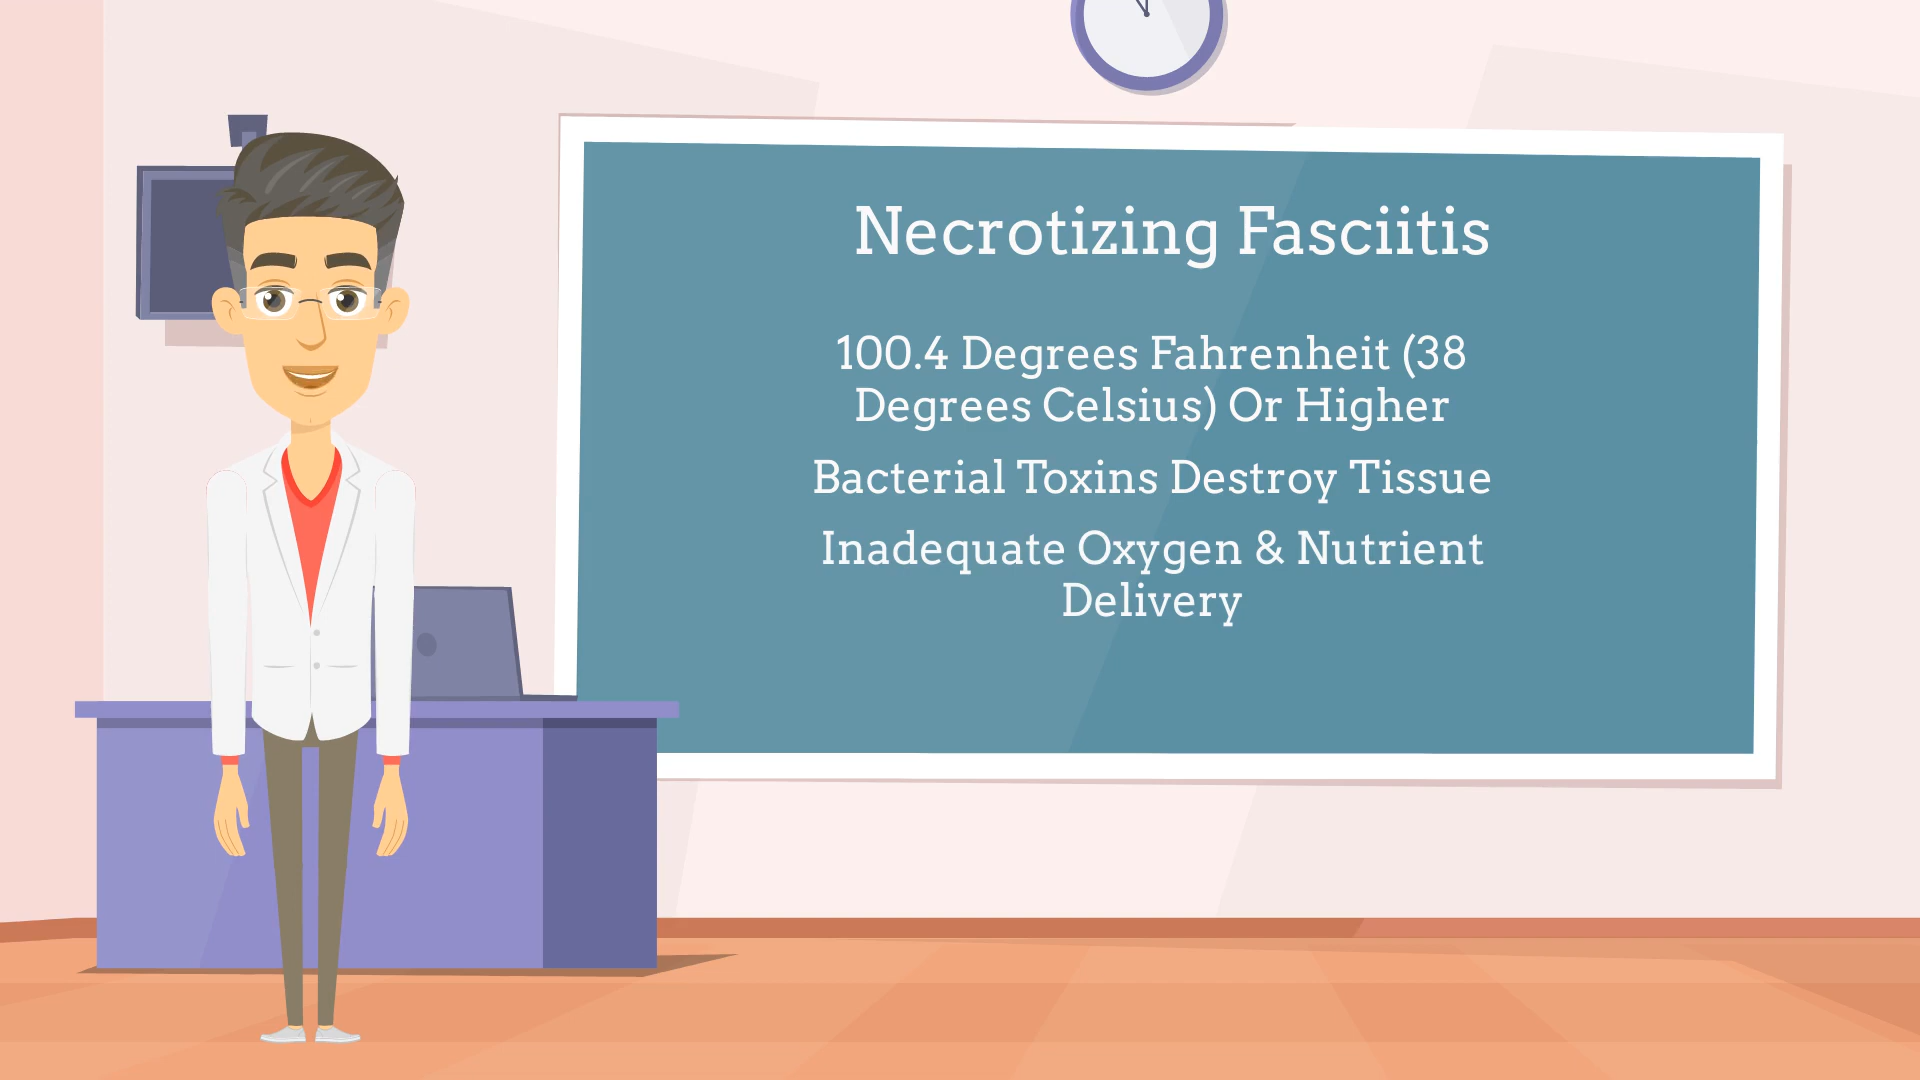 Necrotizing Fasciitis
100.4 Degrees Fahrenheit (38
Degrees Celsius) Or Higher
Bacterial Toxins Destroy Tissue
Inadequate Oxygen & Nutrient
Delivery